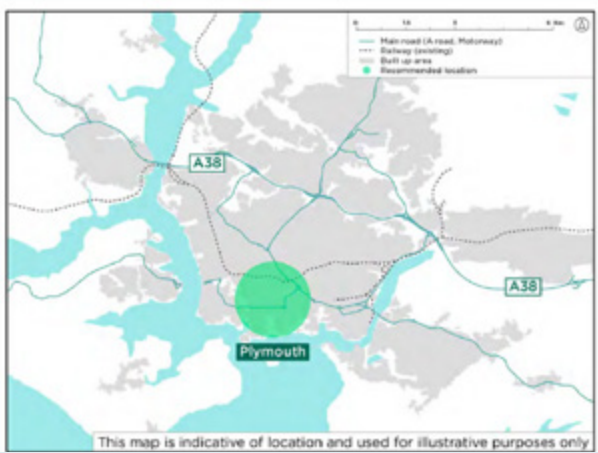 Main road (A road, Motorway)
Railway (existing)
Built up area
Recommended location
A38
A38
Plymouth
This map is indicative of location and used for illustrative purposes only